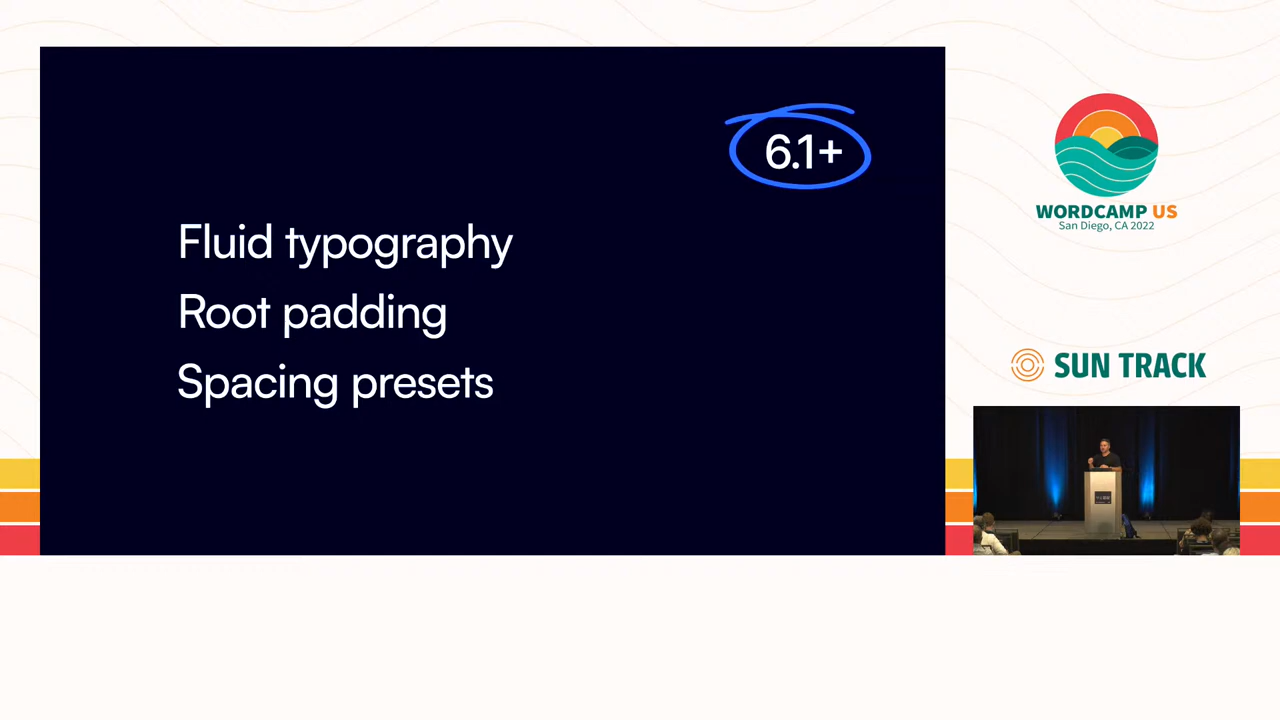 6.1+
Fluid typography
Root padding
Spacing presets
WORDCAMP US
San Diego, CA 2022
SUN TRACK